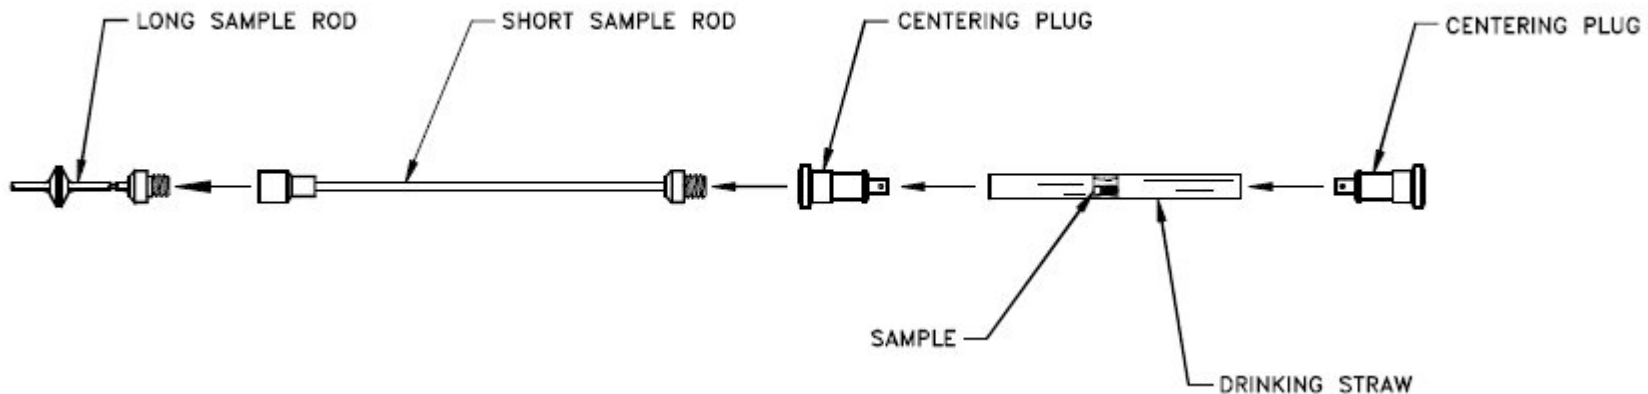 LONG SAMPLE ROD
SHORT SAMPLE ROD
CENTERING PLUG
CENTERING PLUG
SAMPLE
DRINKING STRAW